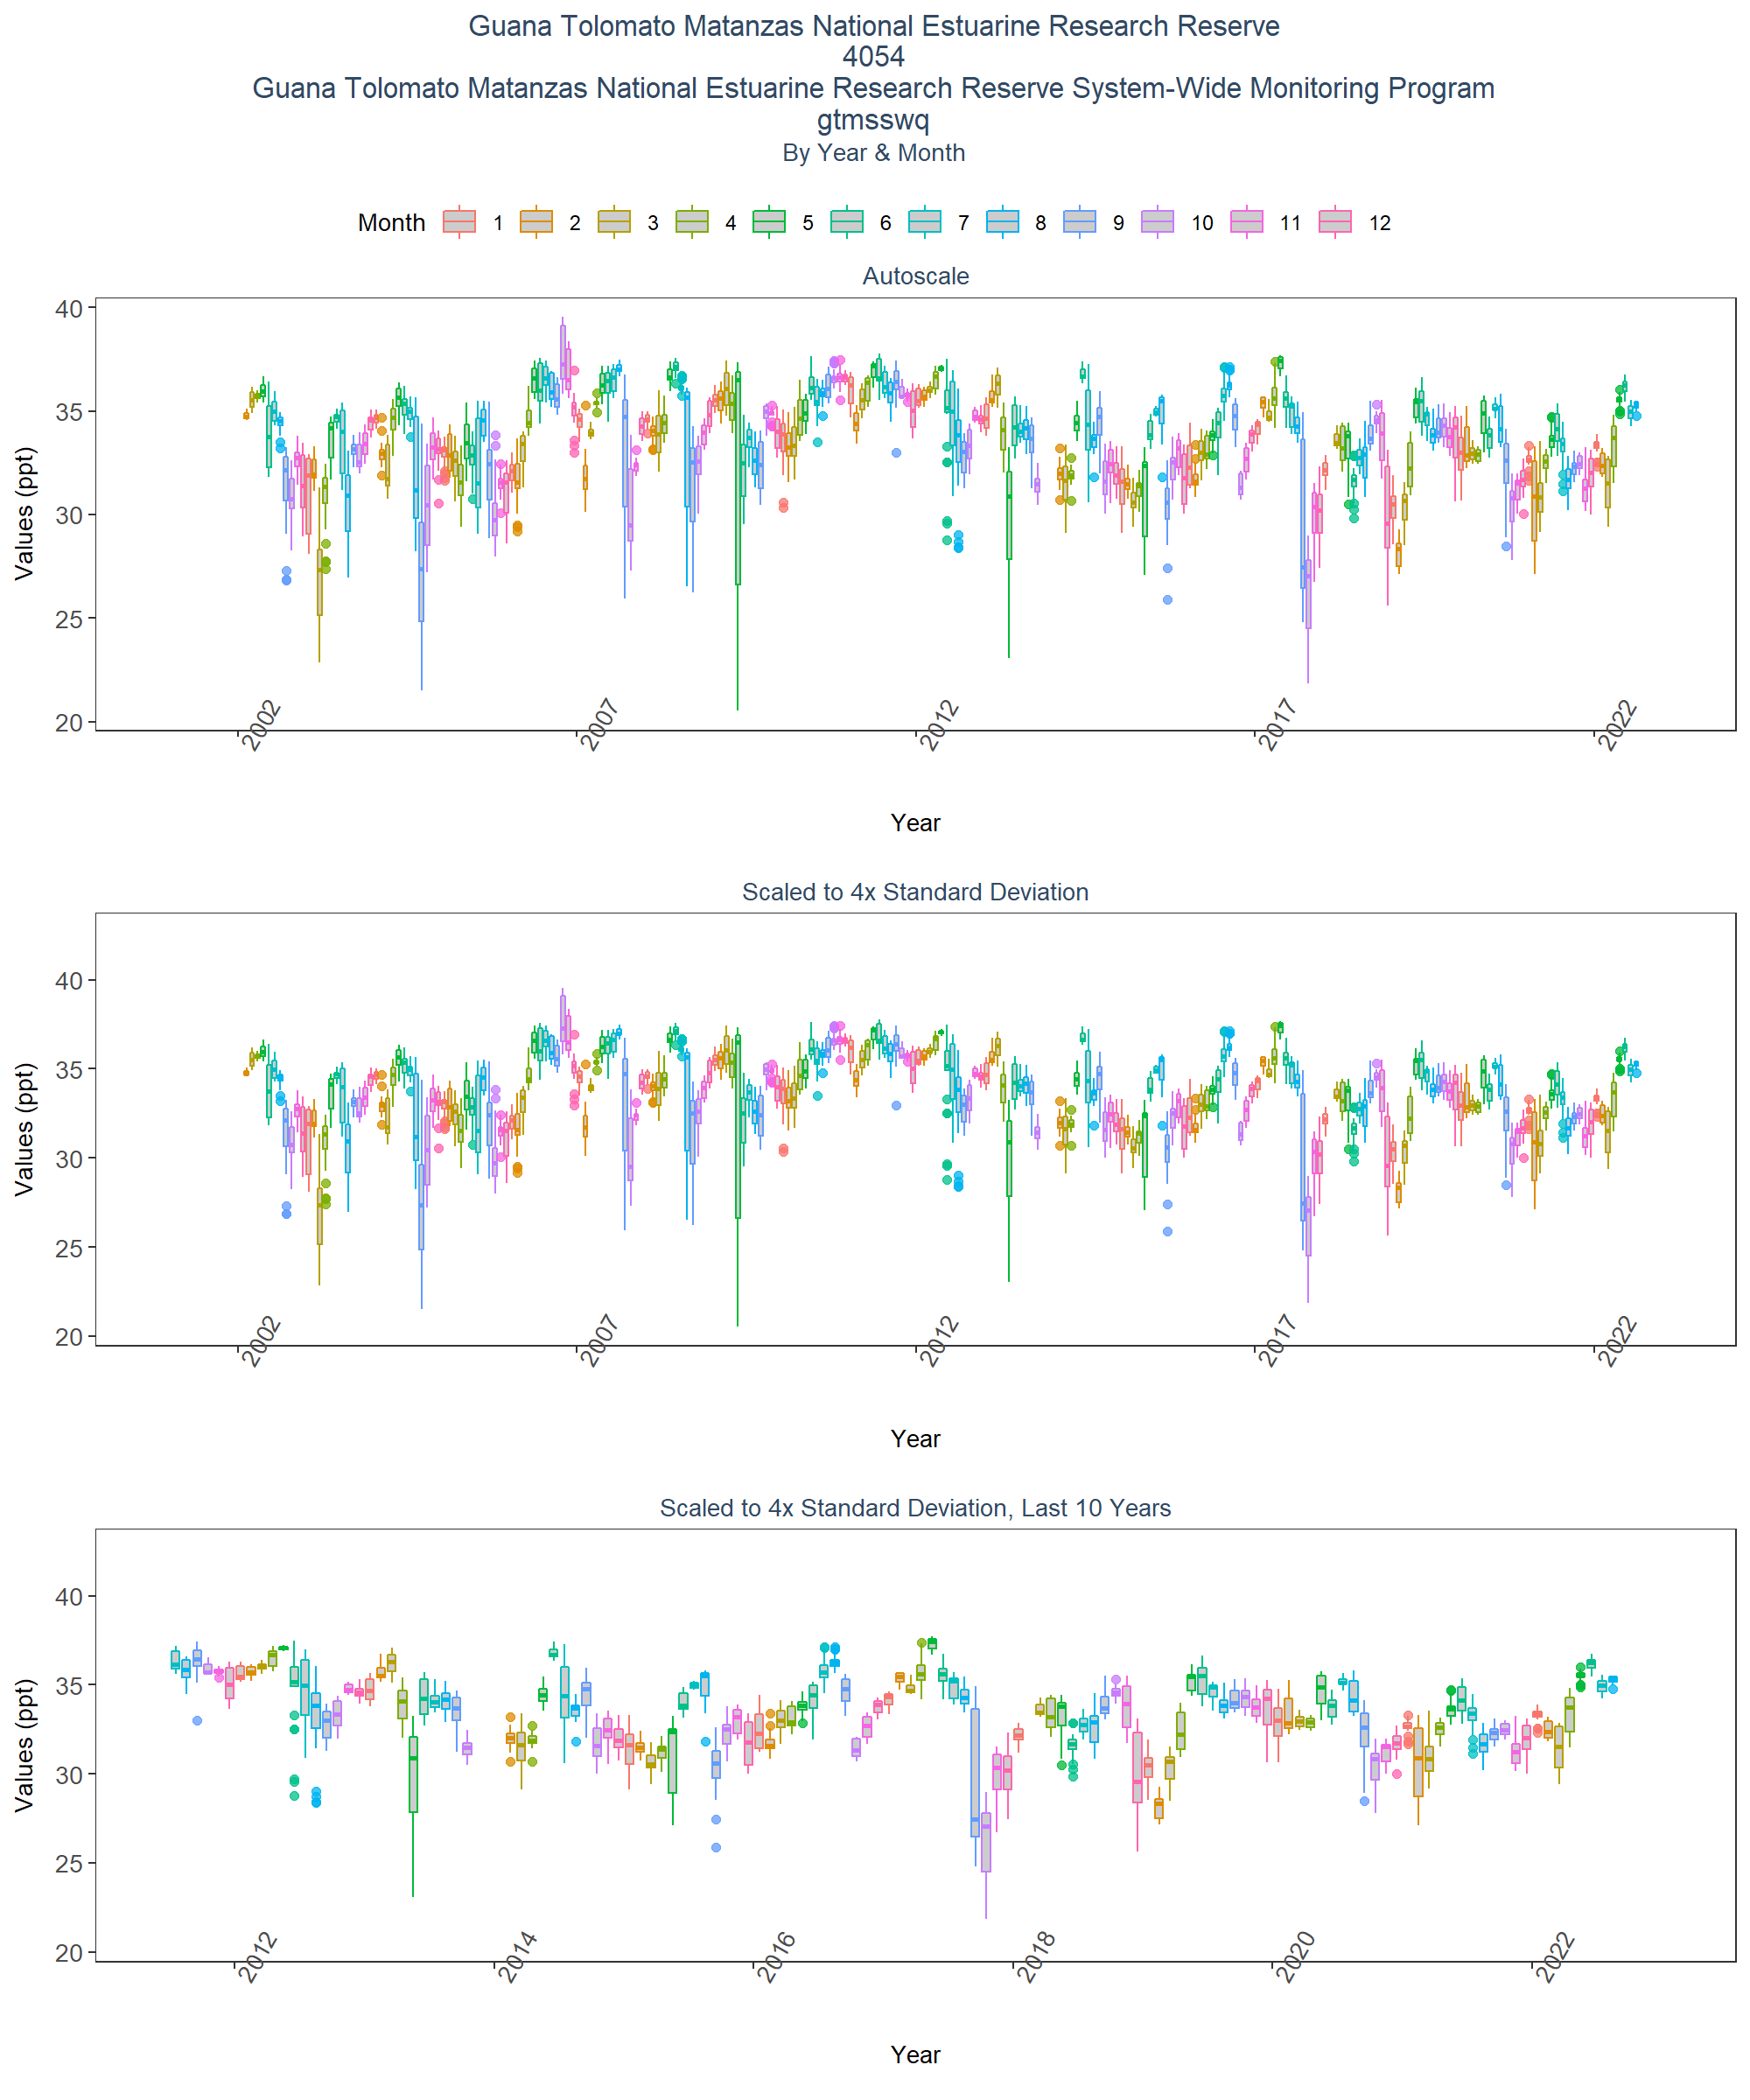 Guana Tolomato Matanzas National Estuarine Research Reserve
4054
Guana Tolomato Matanzas National Estuarine Research Reserve System-Wide Monitoring Program
gtmsswq
By Year & Month
Month 1 2 3 4 5 6 7 8 9 10 11 12
Autoscale
Values (ppt)
40
35
30
25
20
2002 2007 2012 2017 2022
Year
Scaled to 4x Standard Deviation
Values (ppt)
40
35
30
25
20
2002 2007 2012 2017 2022
Year
Scaled to 4x Standard Deviation, Last 10 Years
Values (ppt)
40
35
30
25
20
2012 2014 2016 2018 2020 2022
Year